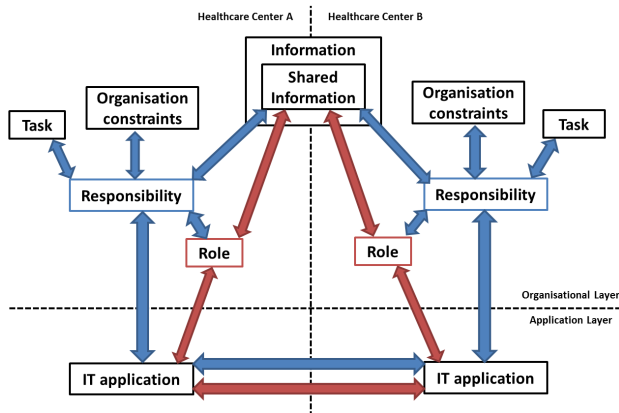 Healthcare Center A
Healthcare Center B
Information
Shared
Information
Organisation
constraints
Task
Organisation
constraints
Task
Responsibility
Responsibility
Role
Role
Organisational Layer
Application Layer
IT application
IT application